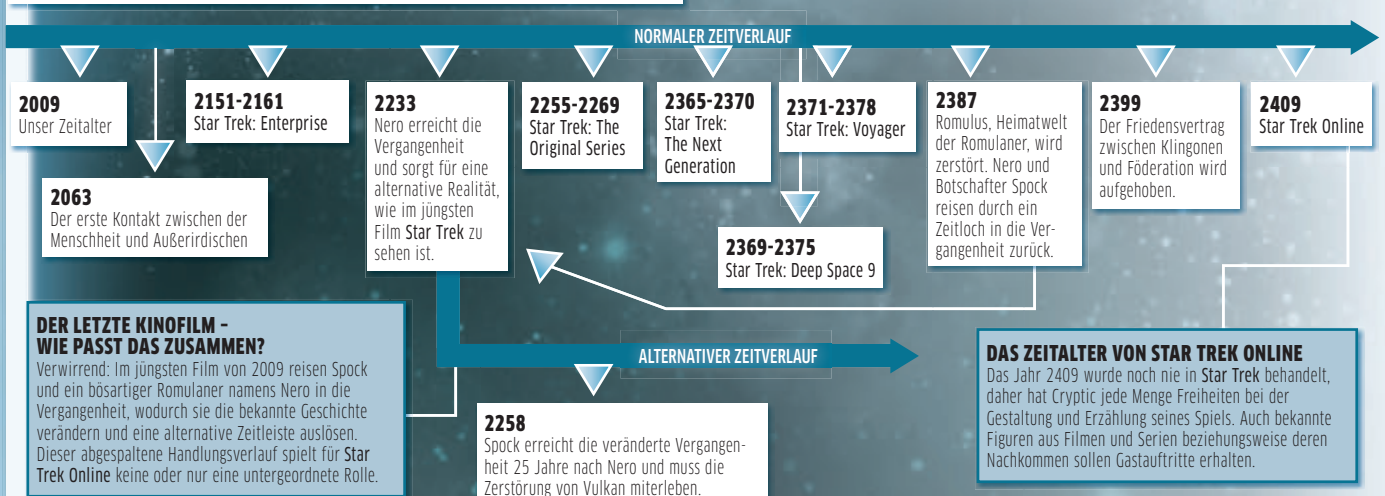 NORMALER ZEITVERLAUF
2009
Unser Zeitalter
2063
Der erste Kontakt zwischen der
Menschheit und Außerirdischen
2151-2161
Star Trek: Enterprise
2233
Nero erreicht die
Vergangenheit
und sorgt für eine
alternative Realität,
wie im jüngsten
Film Star Trek zu
sehen ist.
2255-2269
Star Trek: The
Original Series
2365-2370
Star Trek:
The Next
Generation
2371-2378
Star Trek: Voyager
2369-2375
Star Trek: Deep Space 9
2387
Romulus, Heimatwelt
der Romulaner, wird
zerstört. Nero und
Botschafter Spock
reisen durch ein
Zeitloch in die Ver-
gangenheit zurück.
2399
Der Friedensvertrag
zwischen Klingonen
und Föderation wird
aufgehoben.
2409
Star Trek Online
DER LETZTE KINOFILM –
WIE PASST DAS ZUSAMMEN?
Verwirrend: Im jüngsten Film von 2009 reisen Spock
und ein bösartiger Romulaner namens Nero in die
Vergangenheit, wodurch sie die bekannte Geschichte
verändern und eine alternative Zeitleiste auslösen.
Dieser abgespaltene Handlungsverlauf spielt für Star
Trek Online keine oder nur eine untergeordnete Rolle.
ALTERNATIVER ZEITVERLAUF
2258
Spock erreicht die veränderte Vergangen-
heit 25 Jahre nach Nero und muss die
Zerstörung von Vulkan miterleben.
DAS ZEITALTER VON STAR TREK ONLINE
Das Jahr 2409 wurde noch nie in Star Trek behandelt,
daher hat Cryptic jede Menge Freiheiten bei der
Gestaltung und Erzählung seines Spiels. Auch bekannte
Figuren aus Filmen und Serien beziehungsweise deren
Nachkommen sollen Gastauftritte erhalten.